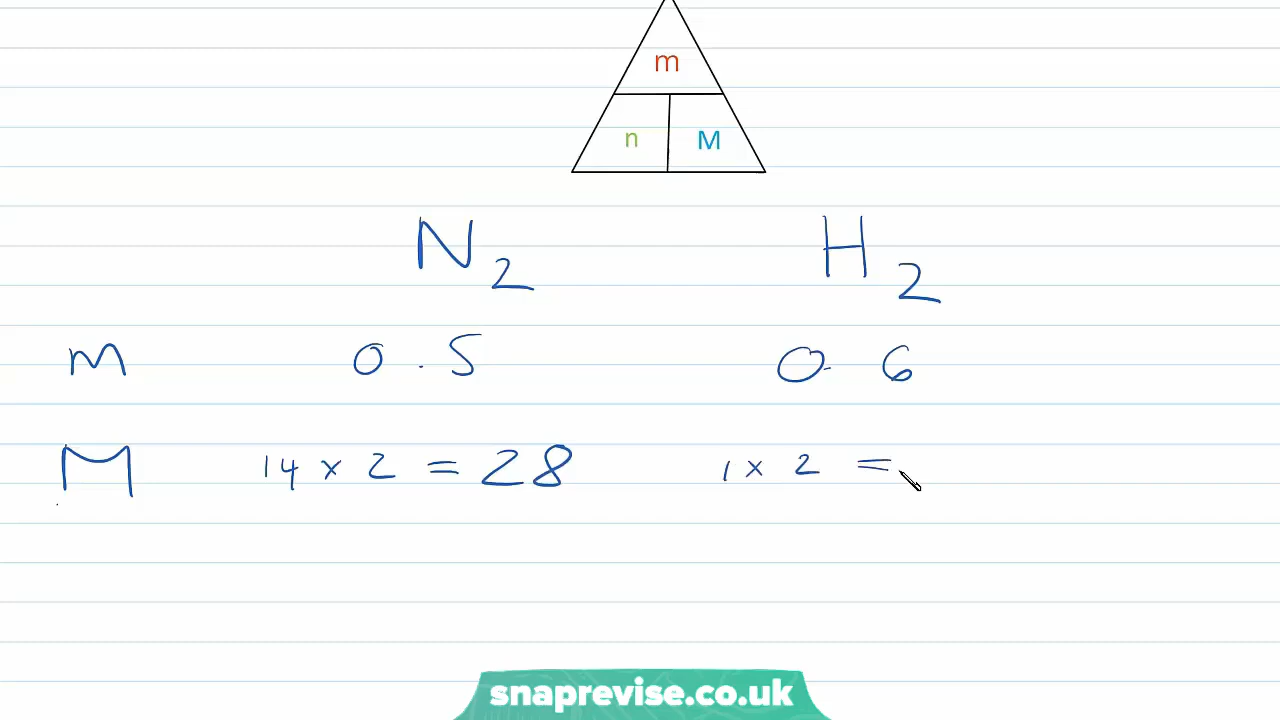 m
n M
N₂ H₂
m 0.5 0.6
M 14 x 2 = 28 1 x 2 =
snaprevise.co.uk